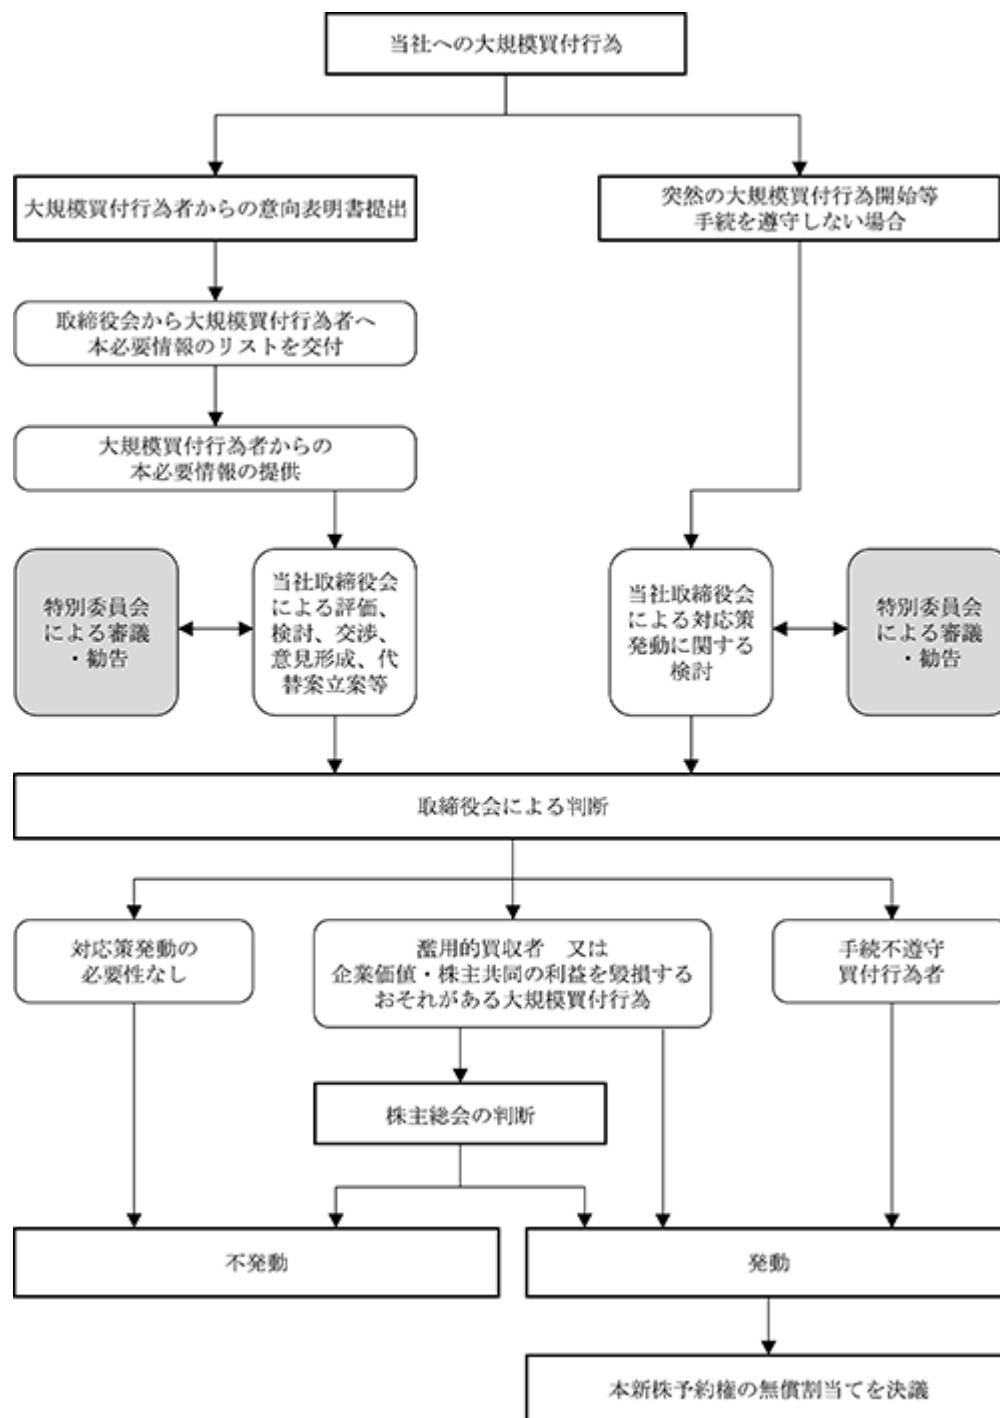 当社への大規模買付行為
大規模買付行為者からの意向表明書提出
突然の大規模買付行為開始等
手続を遵守しない場合
取締役会から大規模買付行為者へ
本必要情報のリストを交付
大規模買付行為者からの
本必要情報の提供
特別委員会
による審議
・勧告
当社取締役会
による評価、
検討、交渉、
意見形成、代
替案立案等
当社取締役会
による対応策
発動に関する
検討
特別委員会
による審議
・勧告
取締役会による判断
対応策発動の
必要性なし
濫用的買収者　又は
企業価値・株主共同の利益を毀損する
おそれがある大規模買付行為
手続不遵守
買付行為者
株主総会の判断
不発動
発動
本新株予約権の無償割当てを決議